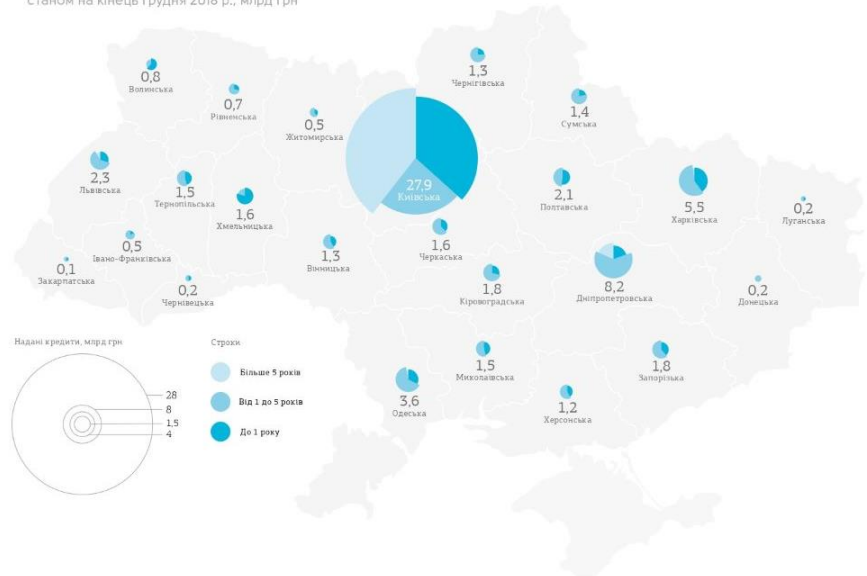 станом на кінець грудня 2018 р., млрд грн
1,3
Чернігівська
0,8
Волинська
0,7
Рівненська
0,5
Житомирська
1,4
Сумська
27,9
Київська
2,3
Львівська
1,5
Тернопільська
1,6
Хмельницька
2,1
Полтавська
5,5
Харківська
0,2
Луганська
0,5
Івано-Франківська
0,1
Закарпатська
0,2
Чернівецька
1,3
Вінницька
1,6
Черкаська
1,8
Кіровоградська
8,2
Дніпропетровська
0,2
Донецька
1,5
Миколаївська
1,8
Запорізька
3,6
Одеська
1,2
Херсонська
Надані кредити, млрд грн
28
8
1,5
4
Строки
Більше 5 років
Від 1 до 5 років
До 1 року